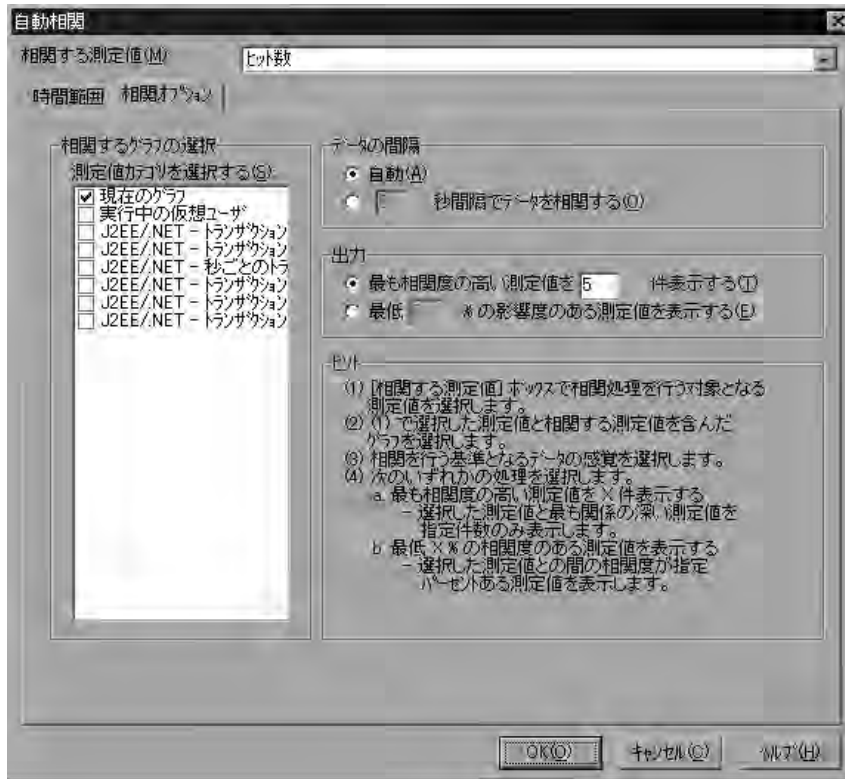 自動相関
相関する測定値(M)
ヒット数
時間範囲 相関オプション
相関するグラフの選択
測定値カテゴリを選択する(S):
現在のグラフ
実行中の仮想ユーザ
J2EE/.NET - トランザクション
J2EE/.NET - トランザクション
J2EE/.NET - 秒ごとのトラ
J2EE/.NET - トランザクション
J2EE/.NET - トランザクション
J2EE/.NET - トランザクション
データの間隔
自動(A)
秒間隔でデータを相関する(O)
出力
最も相関度の高い測定値を 5 件表示する(T)
最低 % の影響度のある測定値を表示する(E)
ヒント
(1) [相関する測定値] ボックスで相関処理を行う対象となる
測定値を選択します。
(2) (1) で選択した測定値と相関する測定値を含んだ
グラフを選択します。
(3) 相関を行う基準となるデータの感覚を選択します。
(4) 次のいずれかの処理を選択します。
a. 最も相関度の高い測定値を X 件表示する
- 選択した測定値と最も関係の深い測定値を
指定件数のみ表示します。
b. 最低 X % の相関度のある測定値を表示する
- 選択した測定値との間の相関度が指定
パーセントある測定値を表示します。
OK(O) キャンセル(C) ヘルプ(H)